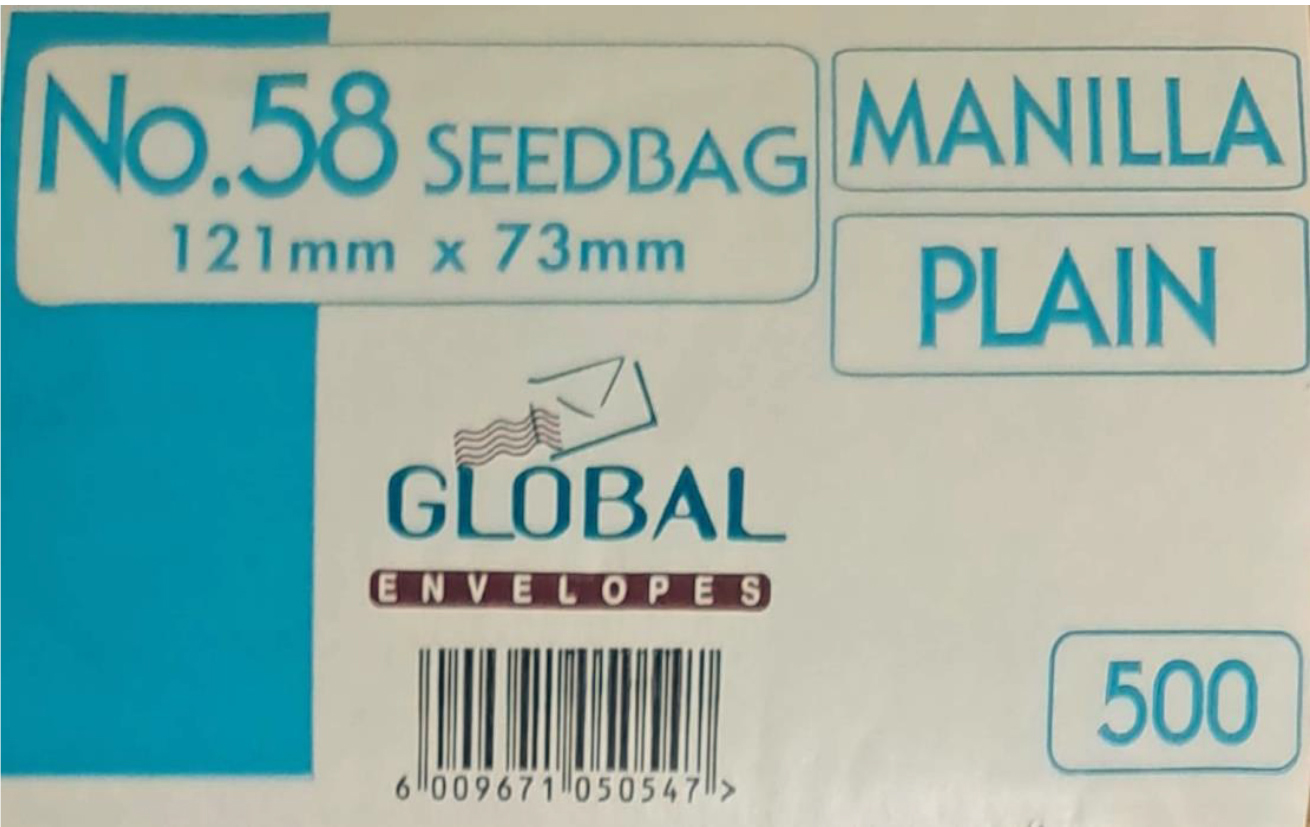 No.58 SEEDBAG
121mm x 73mm
MANILLA
PLAIN
GLOBAL
ENVELOPES
500
6 009671 050547 >